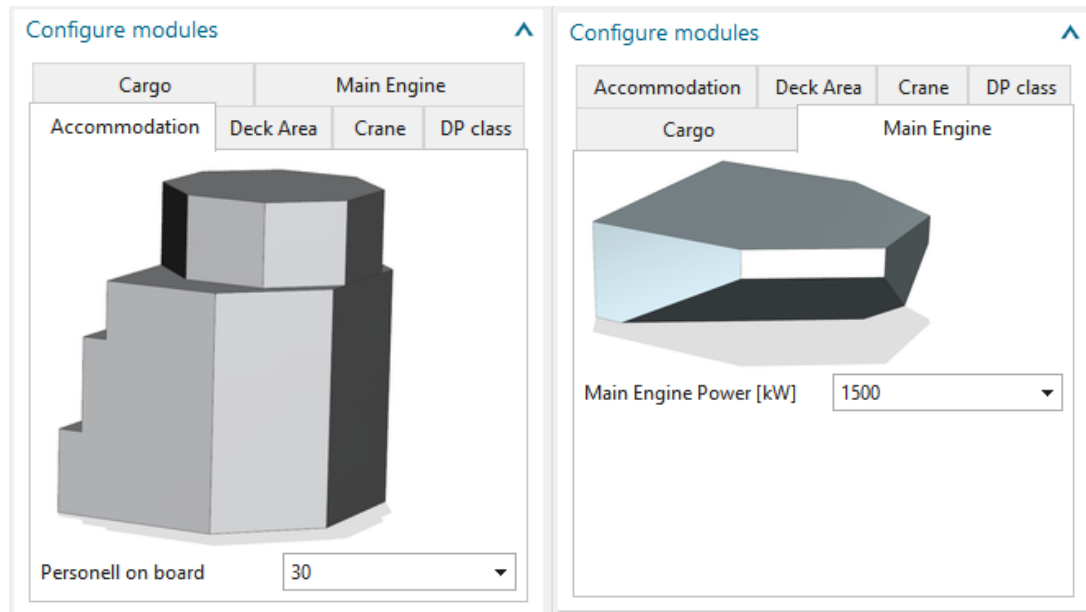 Configure modules
Cargo Main Engine
Accommodation Deck Area Crane DP class
Personell on board 30
Configure modules
Accommodation Deck Area Crane DP class
Cargo Main Engine
Main Engine Power [kW] 1500